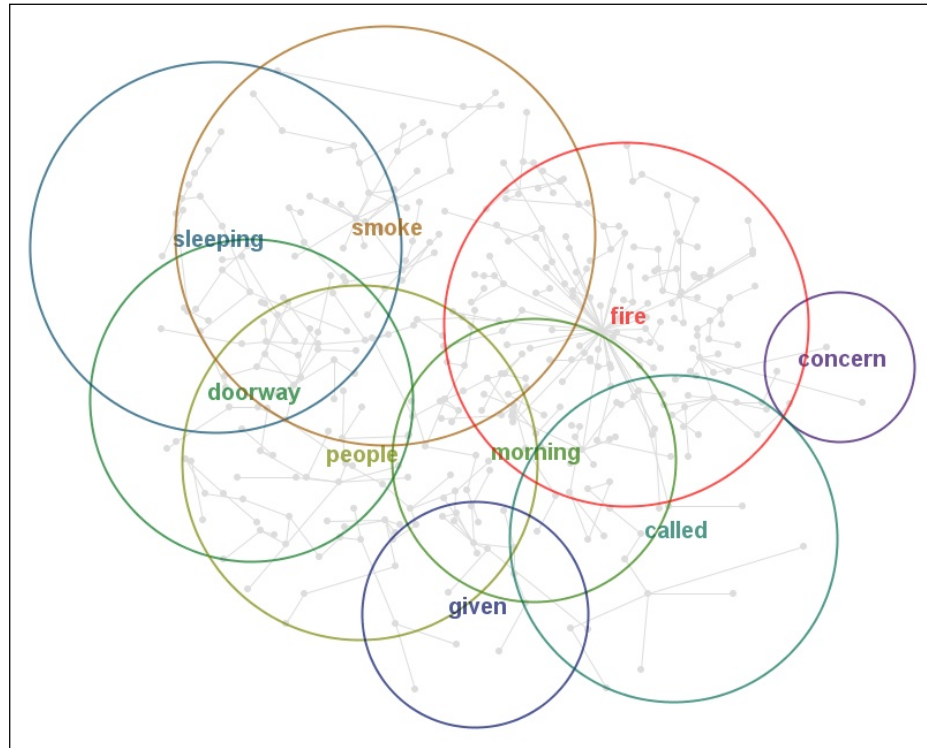 smoke
sleeping
fire
concern
doorway
people
morning
called
given